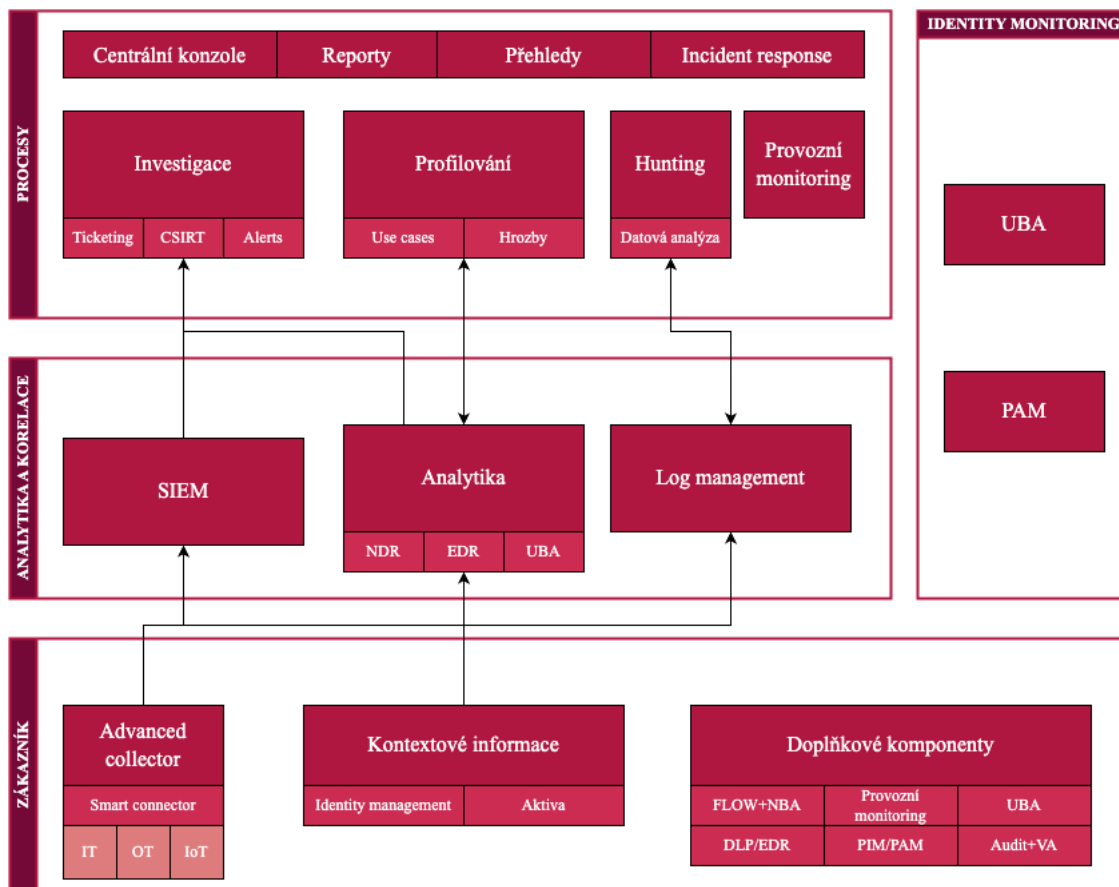 IDENTITY MONITORING
PROCESY
Centrální konzole
Reporty
Přehledy
Incident response
Investigace
Ticketing
CSIRT
Alerts
Profilování
Use cases
Hrozby
Hunting
Datová analýza
Provozní
monitoring
UBA
PAM
ANALYTIKA A KORELACE
SIEM
Analytika
NDR
EDR
UBA
Log management
ZÁKAZNÍK
Advanced
collector
Smart connector
IT
OT
IoT
Kontextové informace
Identity management
Aktiva
Doplňkové komponenty
FLOW+NBA
Provozní
monitoring
UBA
DLP/EDR
PIM/PAM
Audit+VA